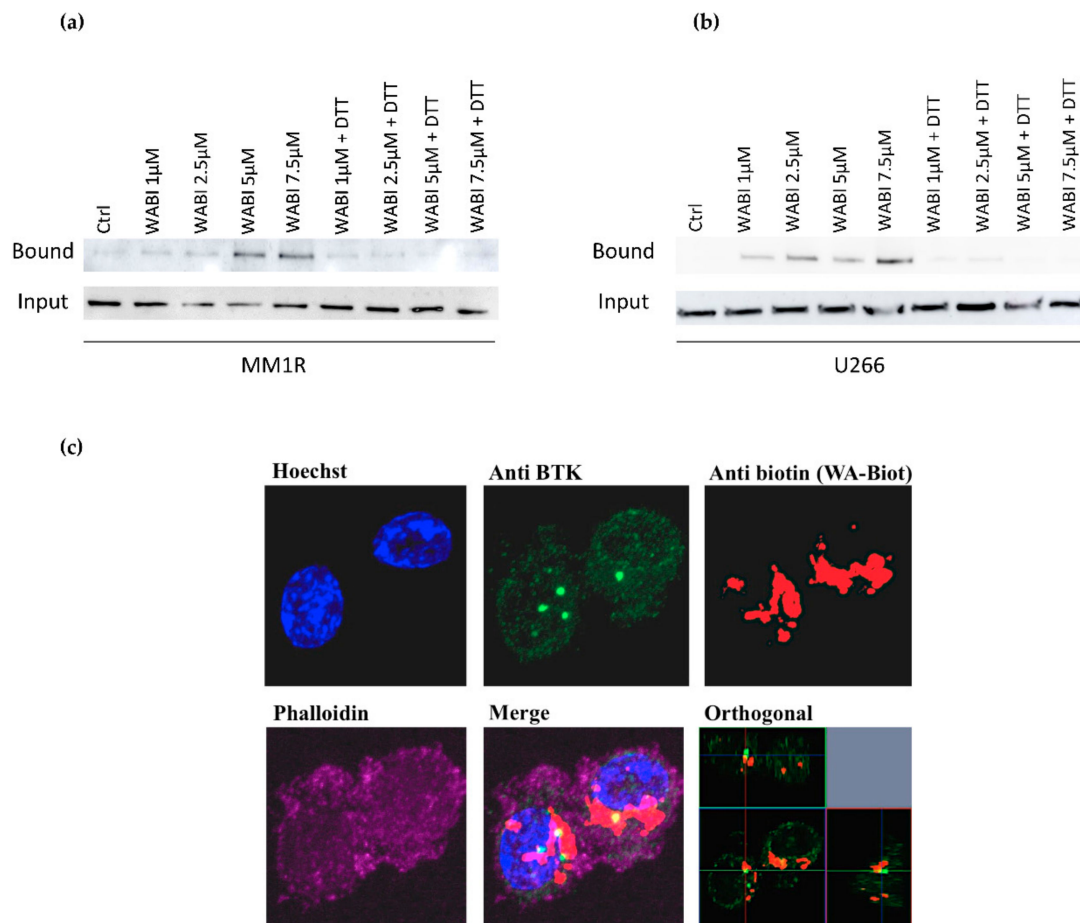 (a)
(b)
Ctrl
WABI 1µM
WABI 2.5µM
WABI 5µM
WABI 7.5µM
WABI 1µM + DTT
WABI 2.5µM + DTT
WABI 5µM + DTT
WABI 7.5µM + DTT
Bound
Input
MM1R
Ctrl
WABI 1µM
WABI 2.5µM
WABI 5µM
WABI 7.5µM
WABI 1µM + DTT
WABI 2.5µM + DTT
WABI 5µM + DTT
WABI 7.5µM + DTT
Bound
Input
U266
(c)
Hoechst
Anti BTK
Anti biotin (WA-Biot)
Phalloidin
Merge
Orthogonal